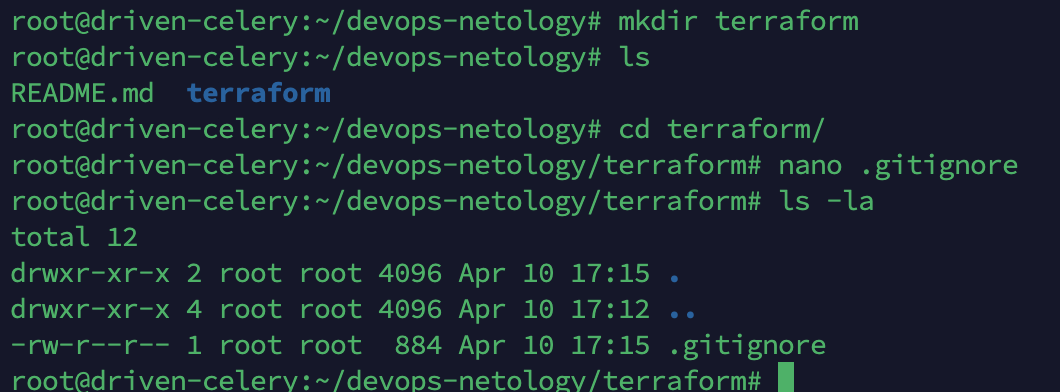 root@driven-celery:~/devops-netology# mkdir terraform
root@driven-celery:~/devops-netology# ls
README.md  terraform
root@driven-celery:~/devops-netology# cd terraform/
root@driven-celery:~/devops-netology/terraform# nano .gitignore
root@driven-celery:~/devops-netology/terraform# ls -la
total 12
drwxr-xr-x 2 root root 4096 Apr 10 17:15 .
drwxr-xr-x 4 root root 4096 Apr 10 17:12 ..
-rw-r--r-- 1 root root  884 Apr 10 17:15 .gitignore
root@driven-celery:~/devops-netology/terraform#